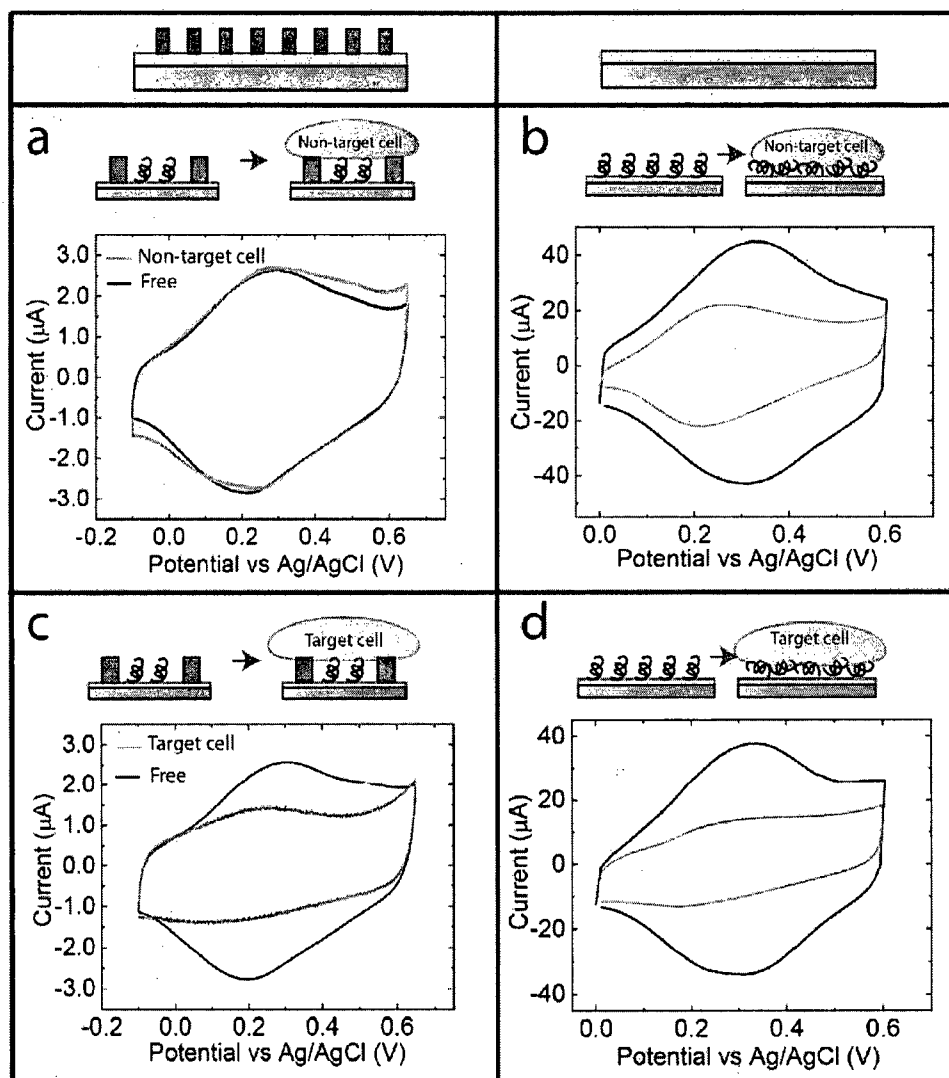 a
Non-target cell
Non-target cell
Free
3.0
2.0
1.0
0.0
-1.0
-2.0
-3.0
Current (µA)
-0.2 0.0 0.2 0.4 0.6
Potential vs Ag/AgCl (V)
b
Non-target cell
40
20
0
-20
-40
Current (µA)
0.0 0.2 0.4 0.6
Potential vs Ag/AgCl (V)
c
Target cell
Target cell
Free
3.0
2.0
1.0
0.0
-1.0
-2.0
-3.0
Current (µA)
-0.2 0.0 0.2 0.4 0.6
Potential vs Ag/AgCl (V)
d
Target cell
40
20
0
-20
-40
Current (µA)
0.0 0.2 0.4 0.6
Potential vs Ag/AgCl (V)